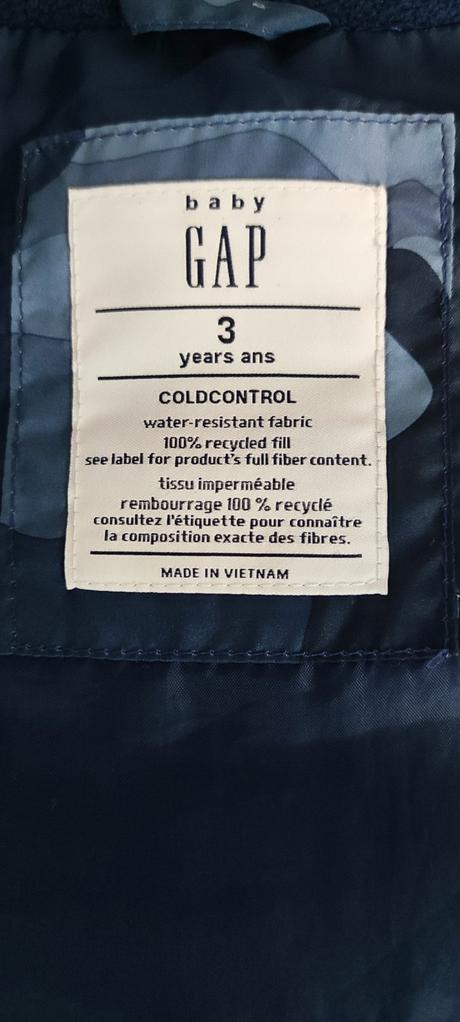 baby
GAP
3
years ans
COLDCONTROL
water-resistant fabric
100% recycled fill
see label for product's full fiber content.
tissu imperméable
rembourrage 100 % recyclé
consultez l'étiquette pour connaître
la composition exacte des fibres.
MADE IN VIETNAM